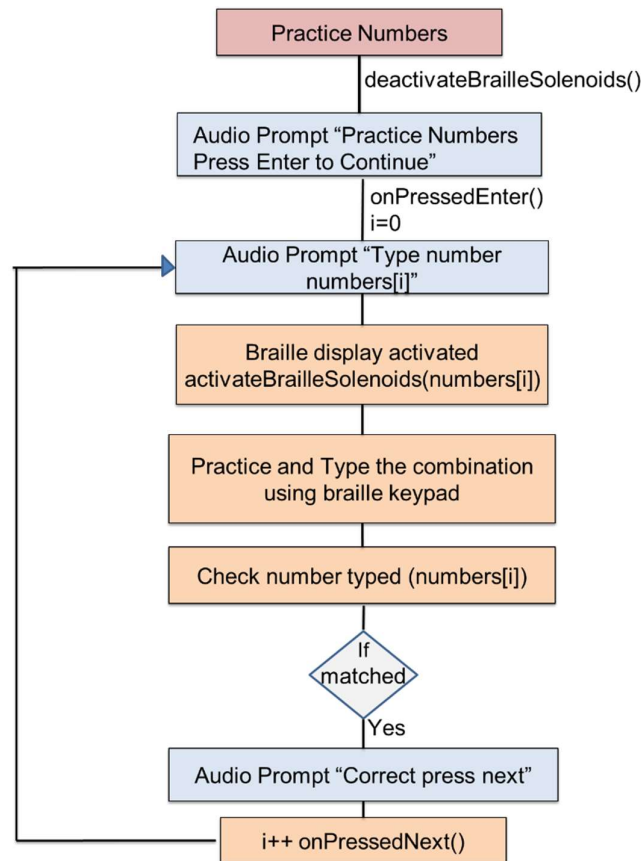 Practice Numbers
deactivateBrailleSolenoids()
Audio Prompt “Practice Numbers
Press Enter to Continue”
onPressedEnter()
i=0
Audio Prompt “Type number
numbers[i]”
Braille display activated
activateBrailleSolenoids(numbers[i])
Practice and Type the combination
using braille keypad
Check number typed (numbers[i])
If
matched
Yes
Audio Prompt “Correct press next”
i++ onPressedNext()